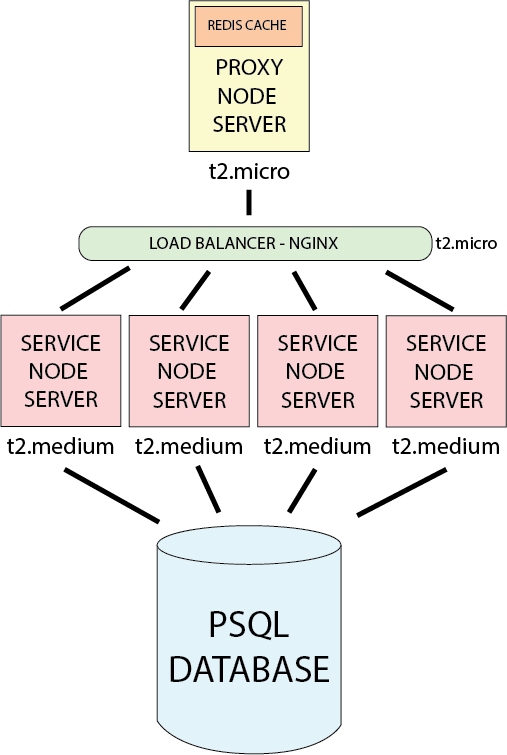 REDIS CACHE
PROXY
NODE
SERVER
t2.micro
LOAD BALANCER - NGINX
t2.micro
SERVICE
NODE
SERVER
t2.medium
SERVICE
NODE
SERVER
t2.medium
SERVICE
NODE
SERVER
t2.medium
SERVICE
NODE
SERVER
t2.medium
PSQL
DATABASE